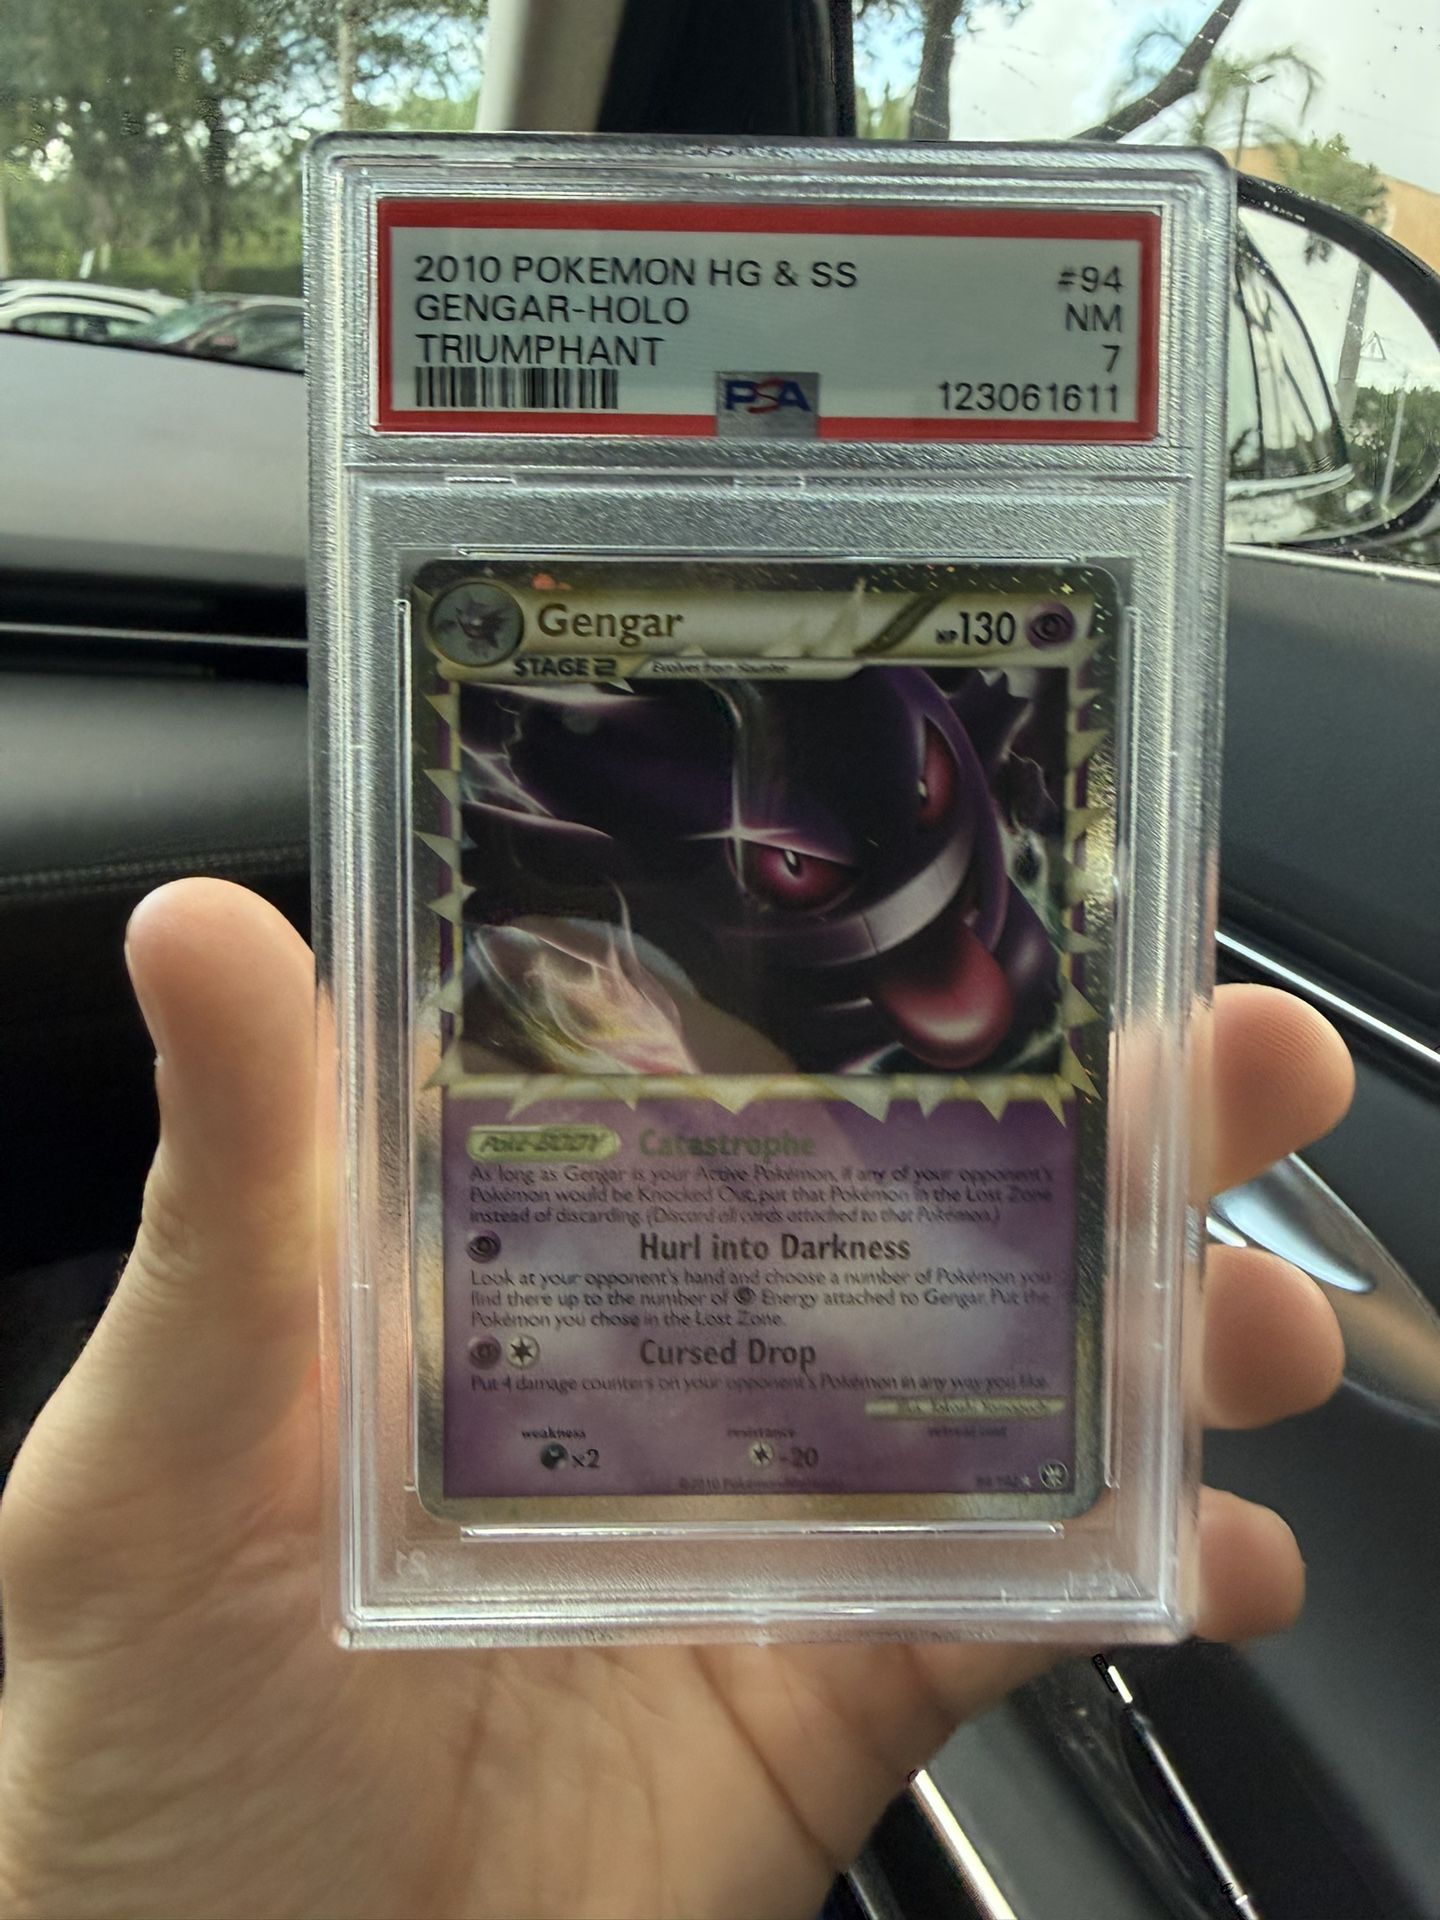 2010 POKEMON HG & SS #94
GENGAR-HOLO NM
TRIUMPHANT 7
PSA 123061611
Gengar HP130
STAGE 2 Evolves from Haunter
Poké-BODY Catastrophe
As long as Gengar is your Active Pokémon, if any of your opponent's
Pokémon would be Knocked Out, put that Pokémon in the Lost Zone
instead of discarding. (Discard all cards attached to that Pokémon.)
Hurl into Darkness
Look at your opponent's hand and choose a number of Pokémon you
find there up to the number of Energy attached to Gengar. Put the
Pokémon you chose in the Lost Zone.
Cursed Drop
Put 4 damage counters on your opponent's Pokémon in any way you like.
weakness resistance retreat cost
×2 -20
©2010 Pokémon